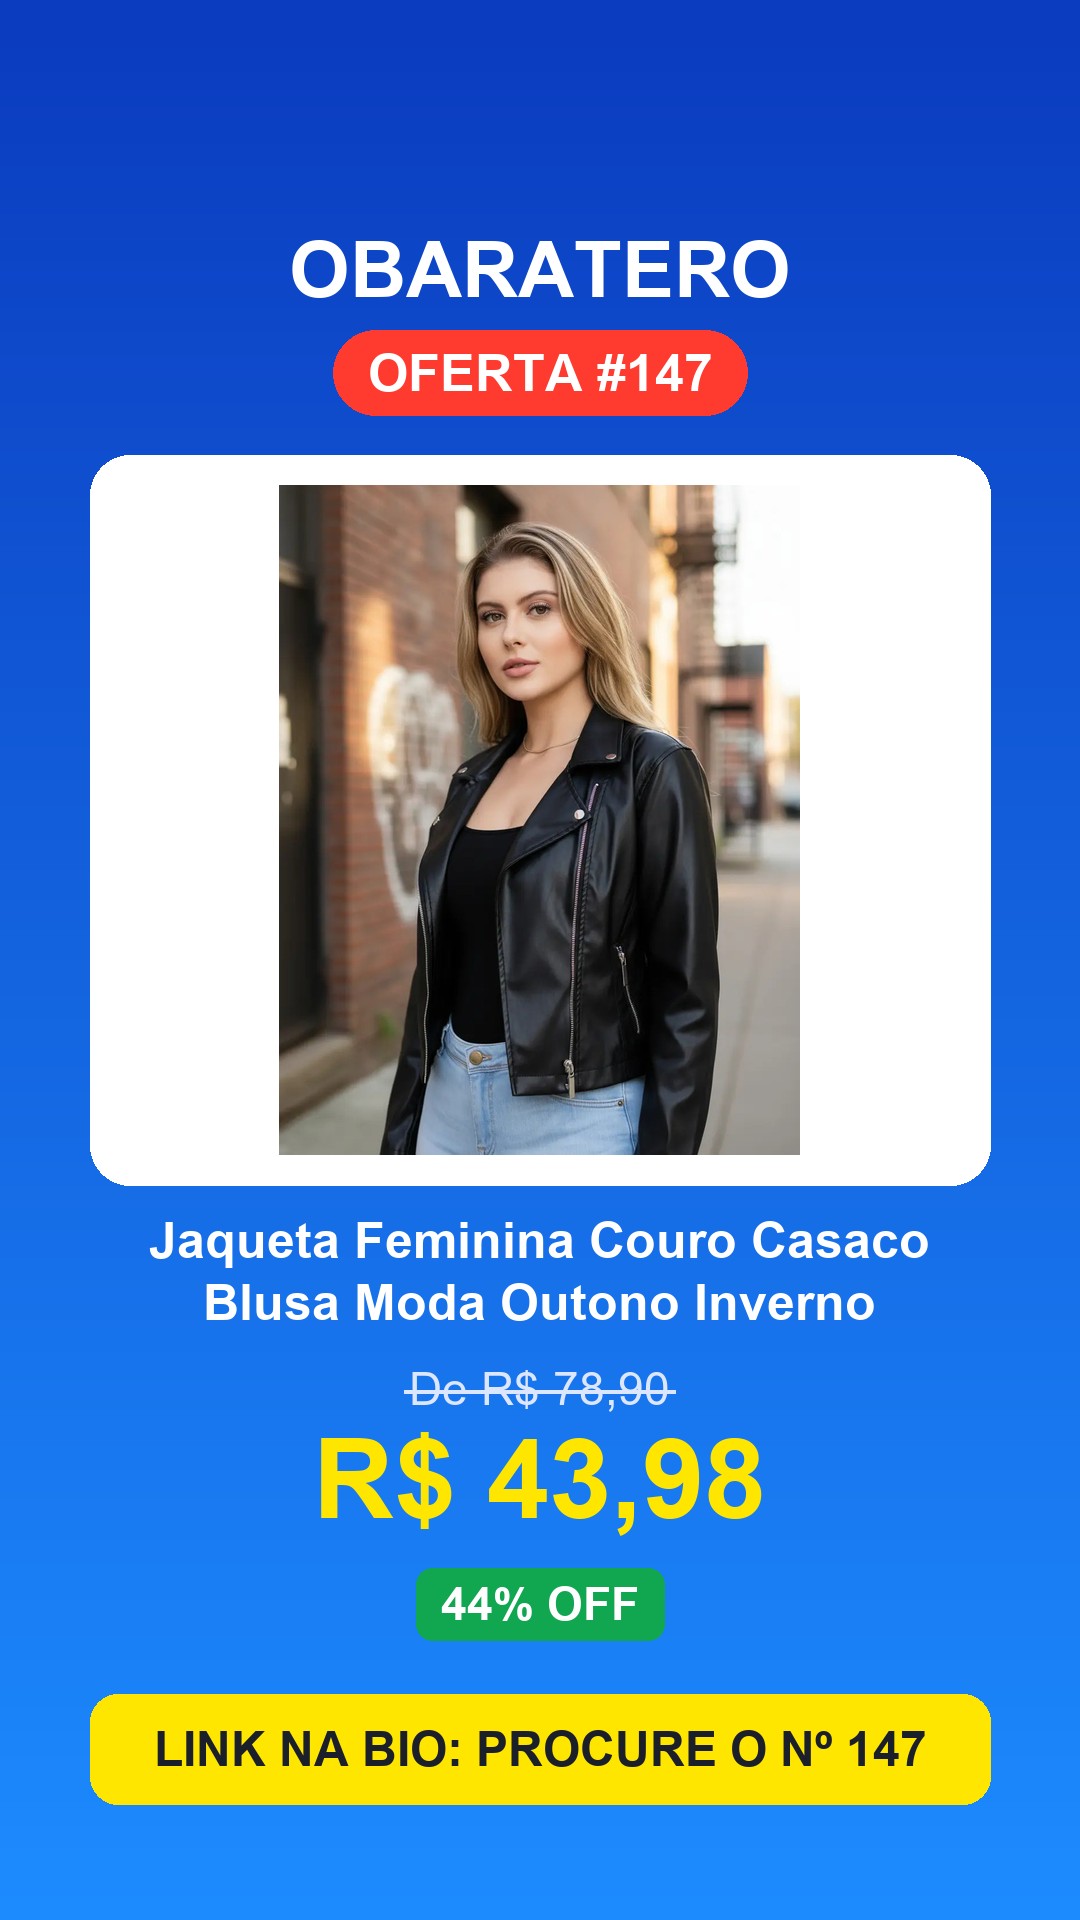 OBARATERO
OFERTA #147
Jaqueta Feminina Couro Casaco
Blusa Moda Outono Inverno
De R$ 78,90
R$ 43,98
44% OFF
LINK NA BIO: PROCURE O Nº 147